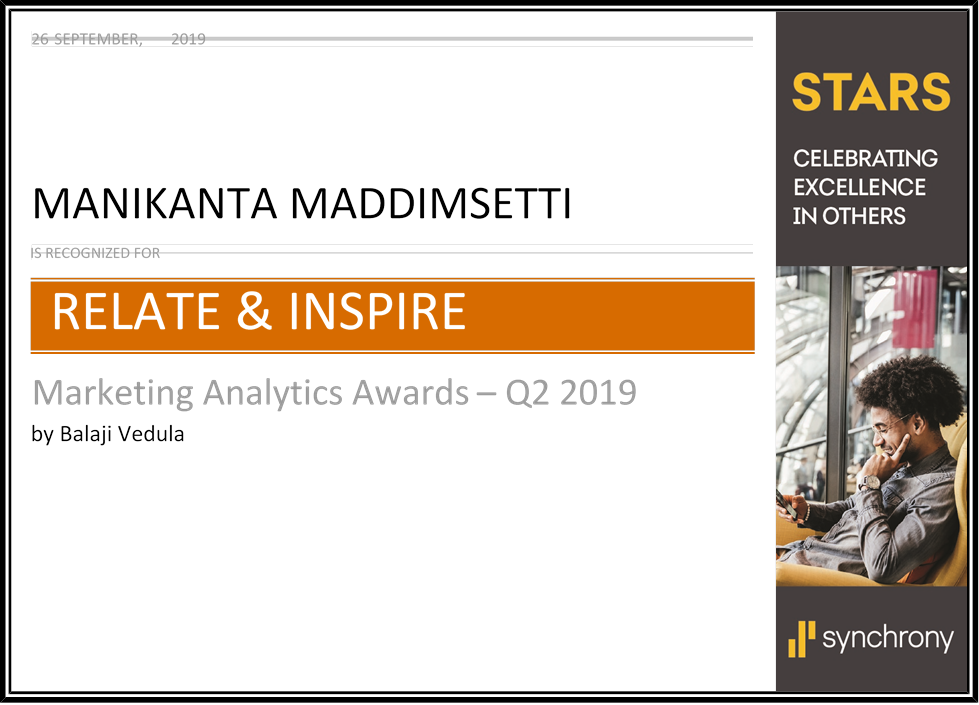 26 SEPTEMBER, 2019
MANIKANTA MADDIMSETTI
IS RECOGNIZED FOR
RELATE & INSPIRE
Marketing Analytics Awards – Q2 2019
by Balaji Vedula
STARS
CELEBRATING
EXCELLENCE
IN OTHERS
synchrony